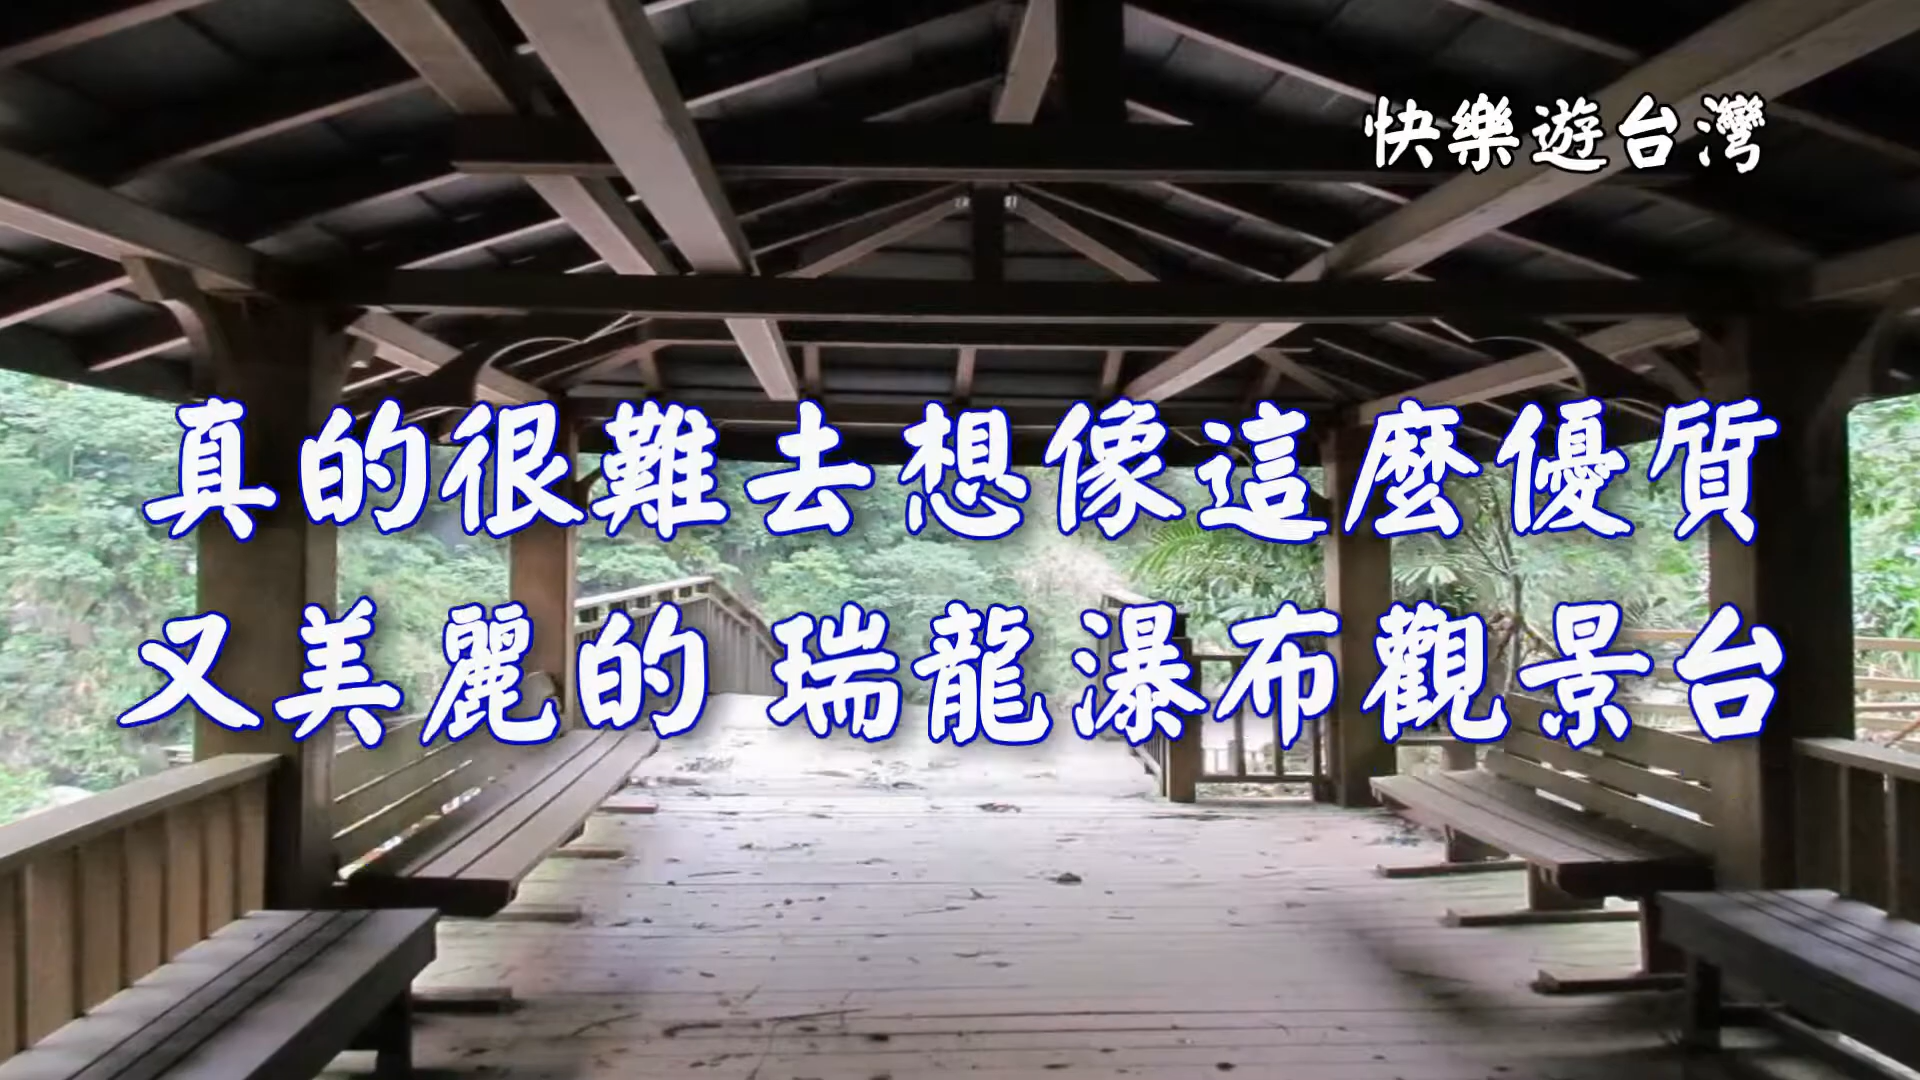 快樂遊台灣
真的很難去想像這麼優質
又美麗的 瑞龍瀑布觀景台